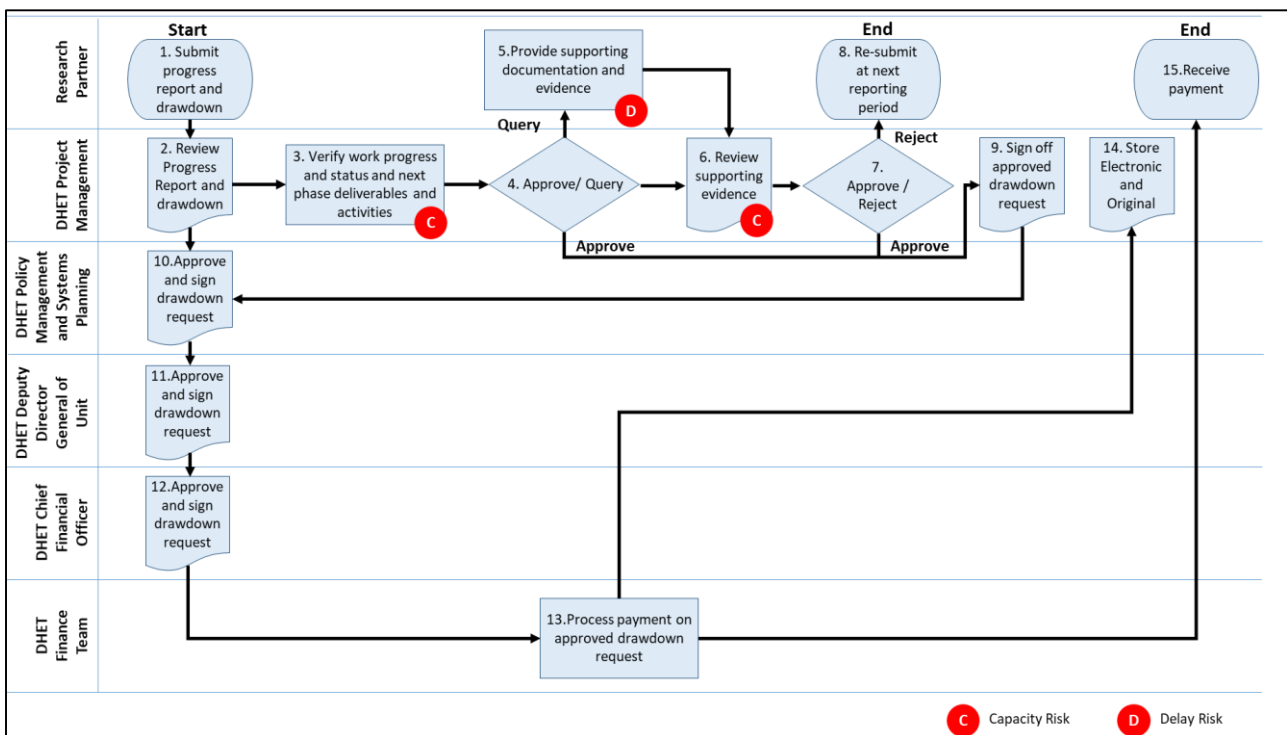 Start
End
End
Research
Partner
1. Submit
progress
report and
drawdown
5.Provide supporting
documentation and
evidence
D
8. Re-submit
at next
reporting
period
15.Receive
payment
Query
Reject
DHET Project
Management
2. Review
Progress
Report and
drawdown
3. Verify work progress
and status and next
phase deliverables and
activities
C
4. Approve/ Query
6. Review
supporting
evidence
C
7.
Approve /
Reject
9. Sign off
approved
drawdown
request
14. Store
Electronic
and
Original
Approve
Approve
DHET Policy
Management
and Systems
Planning
10.Approve
and sign
drawdown
request
DHET Deputy
Director
General of
Unit
11.Approve
and sign
drawdown
request
DHET Chief
Financial
Officer
12.Approve
and sign
drawdown
request
DHET
Finance
Team
13.Process payment on
approved drawdown
request
C Capacity Risk
D Delay Risk